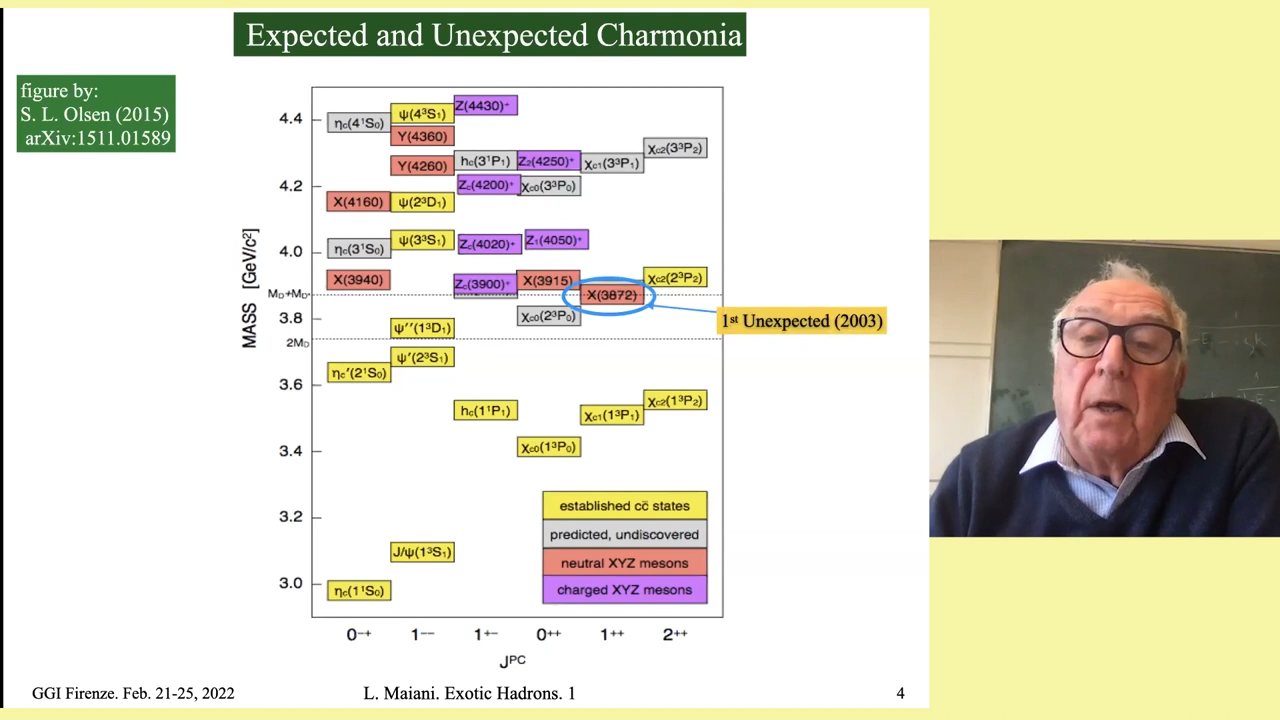 Expected and Unexpected Charmonia
figure by:
S. L. Olsen (2015)
arXiv:1511.01589
MASS [GeV/c²]
4.4
4.2
4.0
M_D+M_D*
3.8
2M_D
3.6
3.4
3.2
3.0
ηc(4¹S₀)
ψ(4³S₁)
Z(4430)⁺
Y(4360)
Y(4260)
hc(3¹P₁)
Z₂(4250)⁺
χc1(3³P₁)
χc2(3³P₂)
Zc(4200)⁺
χc0(3³P₀)
X(4160)
ψ(2³D₁)
ηc(3¹S₀)
ψ(3³S₁)
Zc(4020)⁺
Z₁(4050)⁺
X(3940)
Zc(3900)⁺
X(3915)
X(3872)
χc2(2³P₂)
1st Unexpected (2003)
χc0(2³P₀)
ψ′′(1³D₁)
ψ′(2³S₁)
ηc′(2¹S₀)
hc(1¹P₁)
χc1(1³P₁)
χc2(1³P₂)
χc0(1³P₀)
J/ψ(1³S₁)
ηc(1¹S₀)
established cc̄ states
predicted, undiscovered
neutral XYZ mesons
charged XYZ mesons
0⁻⁺ 1⁻⁻ 1⁺⁻ 0⁺⁺ 1⁺⁺ 2⁺⁺
Jᴾꟲ
GGI Firenze. Feb. 21-25, 2022 L. Maiani. Exotic Hadrons. 1 4